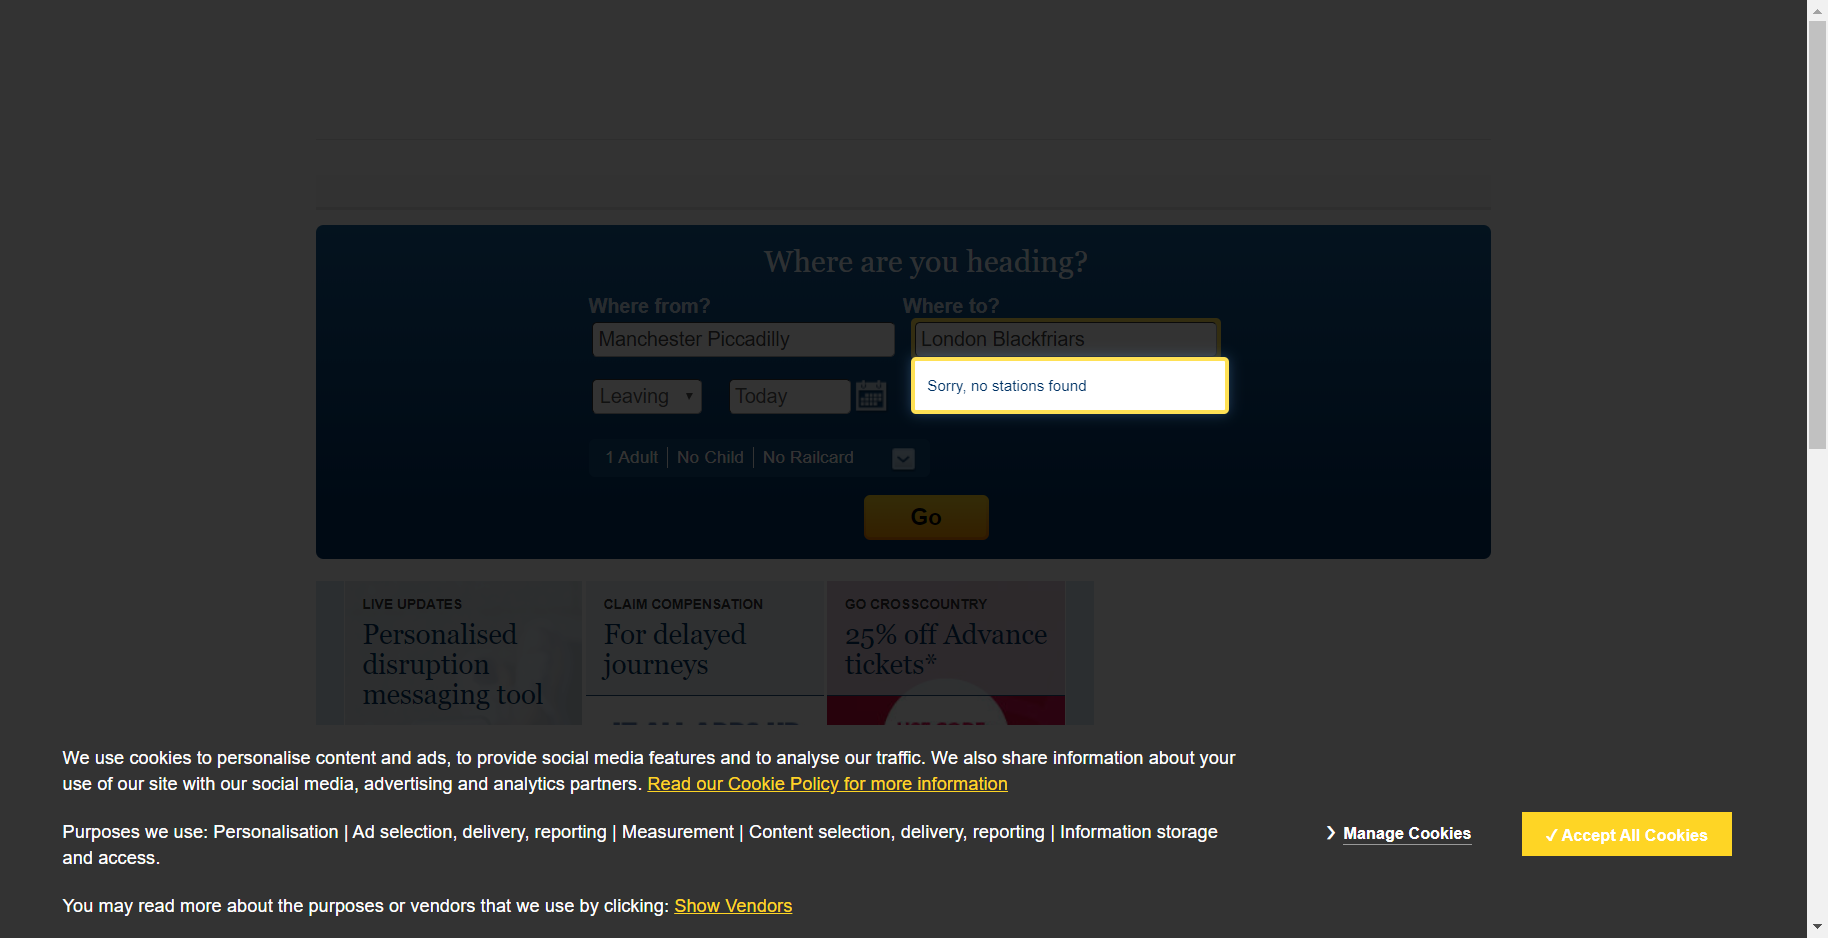 Where are you heading?
Where from? Where to?
Manchester Piccadilly London Blackfriars
Sorry, no stations found
Leaving Today
1 Adult No Child No Railcard
Go
LIVE UPDATES
Personalised
disruption
messaging tool
CLAIM COMPENSATION
For delayed
journeys
GO CROSSCOUNTRY
25% off Advance
tickets*
We use cookies to personalise content and ads, to provide social media features and to analyse our traffic. We also share information about your
use of our site with our social media, advertising and analytics partners. Read our Cookie Policy for more information
Purposes we use: Personalisation | Ad selection, delivery, reporting | Measurement | Content selection, delivery, reporting | Information storage
and access.
Manage Cookies
Accept All Cookies
You may read more about the purposes or vendors that we use by clicking: Show Vendors